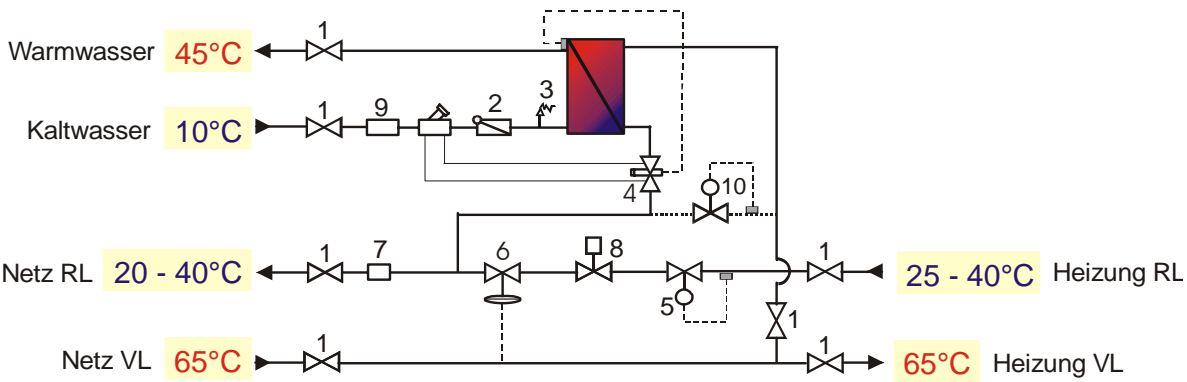 1
Warmwasser 45°C
1 9 2 3
Kaltwasser 10°C
4 10
1 7 6 8 1
Netz RL 20 - 40°C 25 - 40°C Heizung RL
5
1
1 1
Netz VL 65°C 65°C Heizung VL